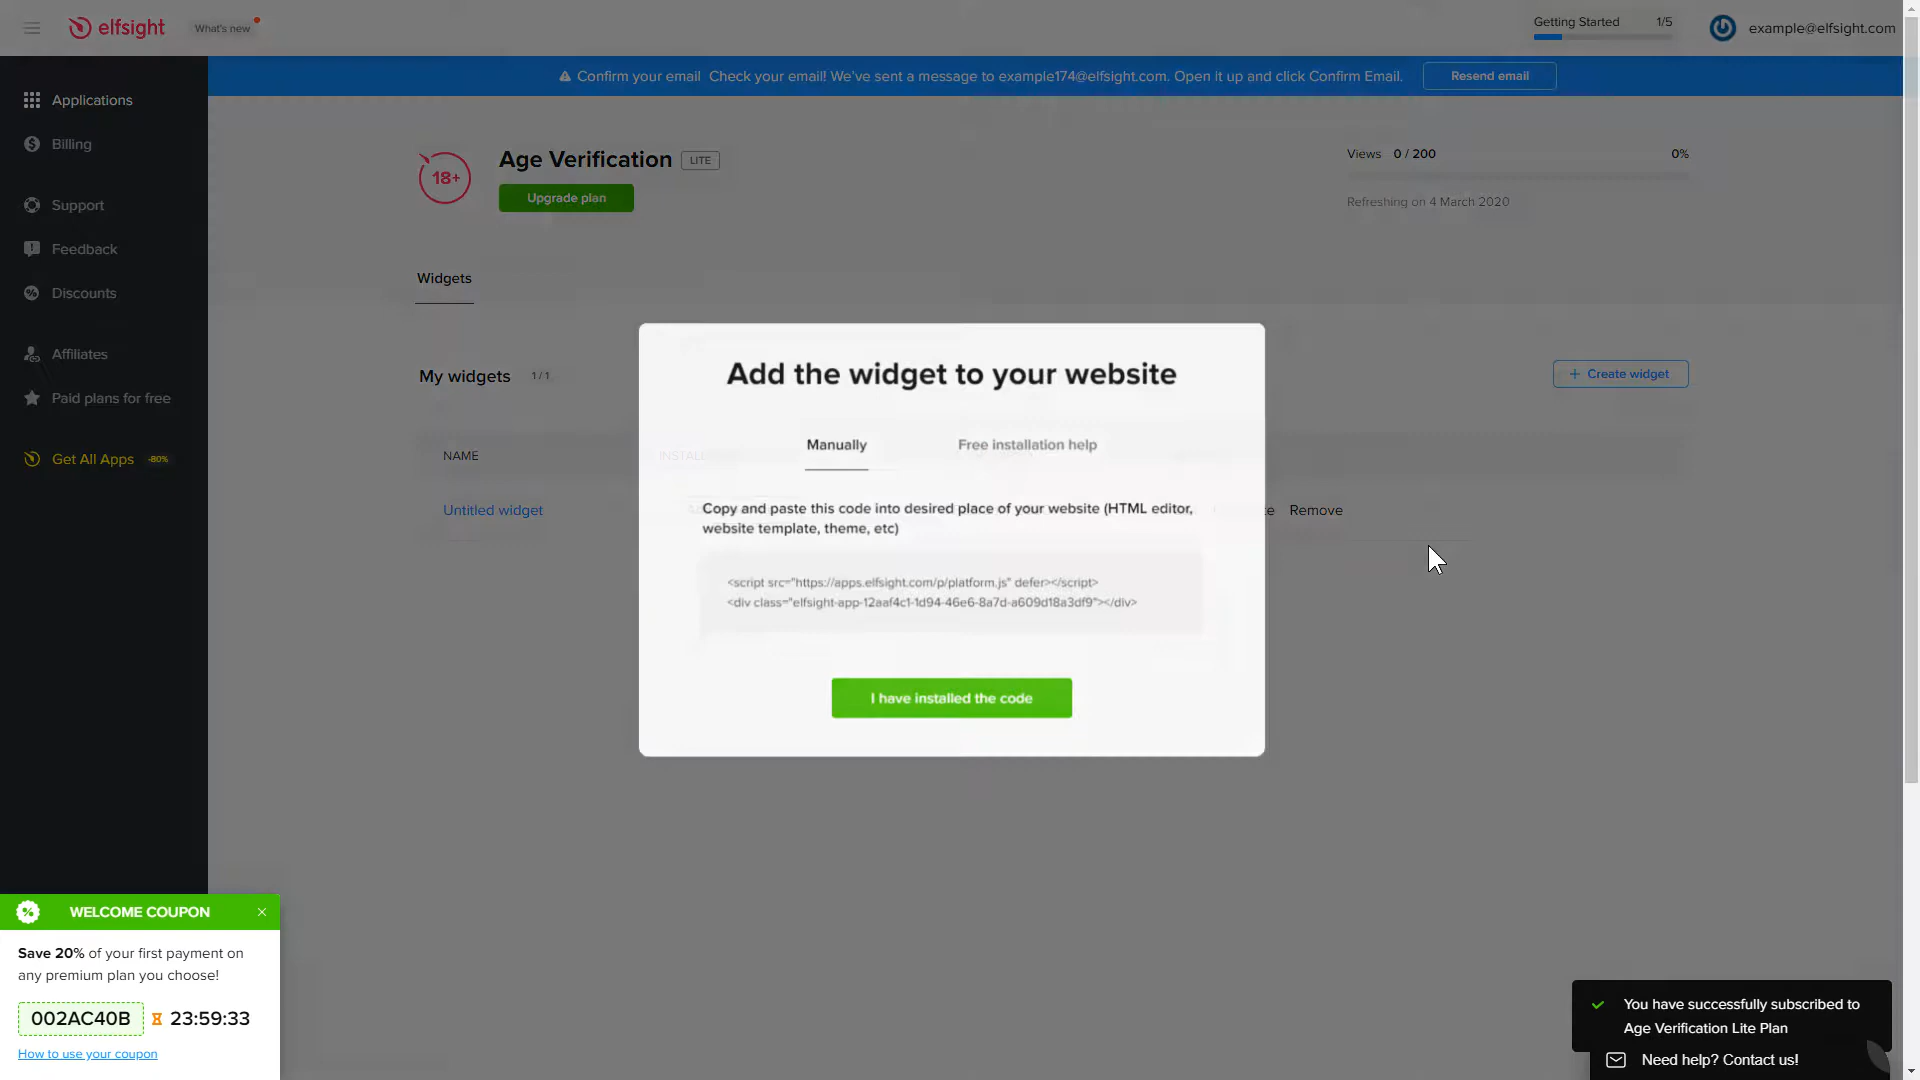 elfsight
What's new
Getting Started 1/5
example@elfsight.com
Confirm your email Check your email! We've sent a message to example174@elfsight.com. Open it up and click Confirm Email.
Resend email
Applications
Billing
Support
Feedback
Discounts
Affiliates
Paid plans for free
Get All Apps -80%
18+
Age Verification LITE
Upgrade plan
Views 0 / 200 0%
Refreshing on 4 March 2020
Widgets
My widgets 1 / 1
+ Create widget
NAME
Untitled widget
Remove
Add the widget to your website
Manually
Free installation help
Copy and paste this code into desired place of your website (HTML editor,
website template, theme, etc)
<script src="https://apps.elfsight.com/p/platform.js" defer></script>
<div class="elfsight-app-12aaf4c1-1d94-46e6-8a7d-a609d18a3df9"></div>
I have installed the code
WELCOME COUPON
Save 20% of your first payment on
any premium plan you choose!
002AC40B 23:59:33
How to use your coupon
You have successfully subscribed to
Age Verification Lite Plan
Need help? Contact us!